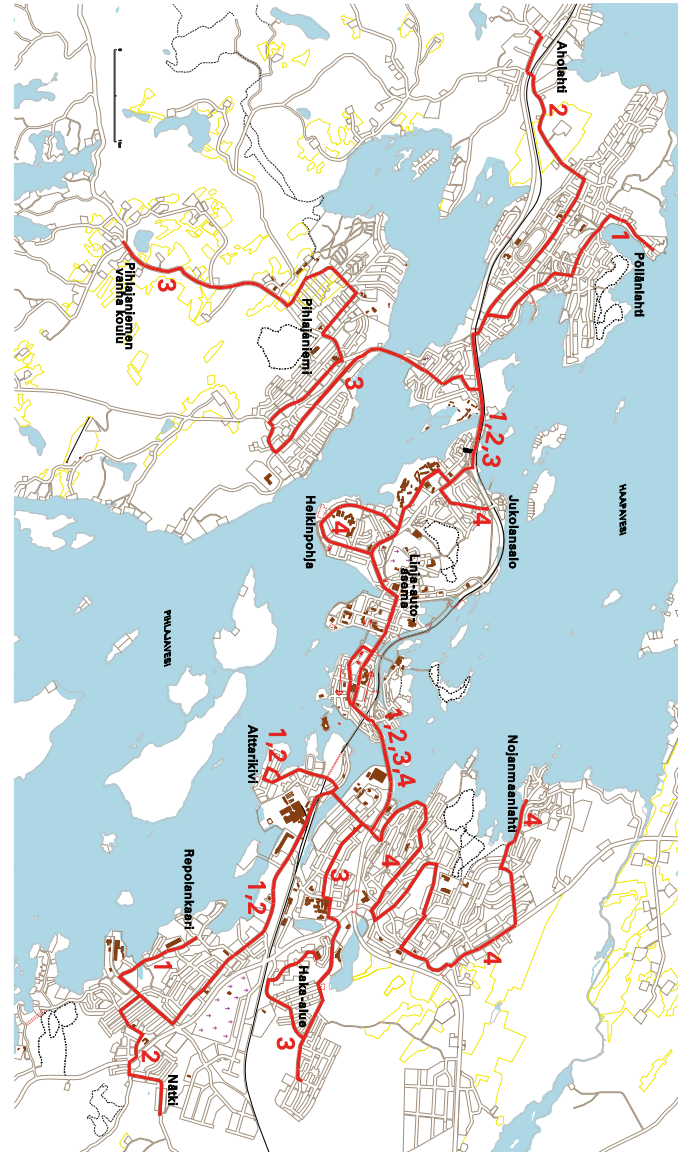 Aholahti
2
1
Pöllänlahti
Pihlajaniemen
vanha koulu
3
Pihlajaniemi
3
1,2,3
HAAPAVESI
4
Jukolansalo
Heikinpohja
4
Linja-auto-
asema
PIHLAJAVESI
1,2,3,4
1,2
Alttarikivi
Nojanmaanlahti
4
4
4
3
1,2
Repolankaari
1
Haka-alue
3
2
Nätki